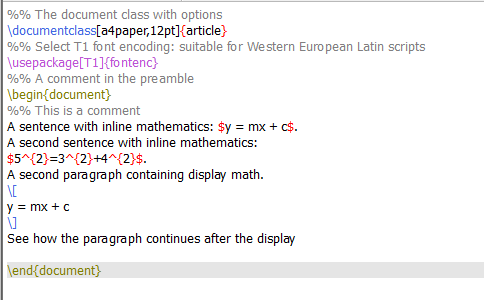 %% The document class with options
\documentclass[a4paper,12pt]{article}
%% Select T1 font encoding: suitable for Western European Latin scripts
\usepackage[T1]{fontenc}
%% A comment in the preamble
\begin{document}
%% This is a comment
A sentence with inline mathematics: $y = mx + c$.
A second sentence with inline mathematics:
$5^{2}=3^{2}+4^{2}$.
A second paragraph containing display math.
\[
y = mx + c
\]
See how the paragraph continues after the display
\end{document}